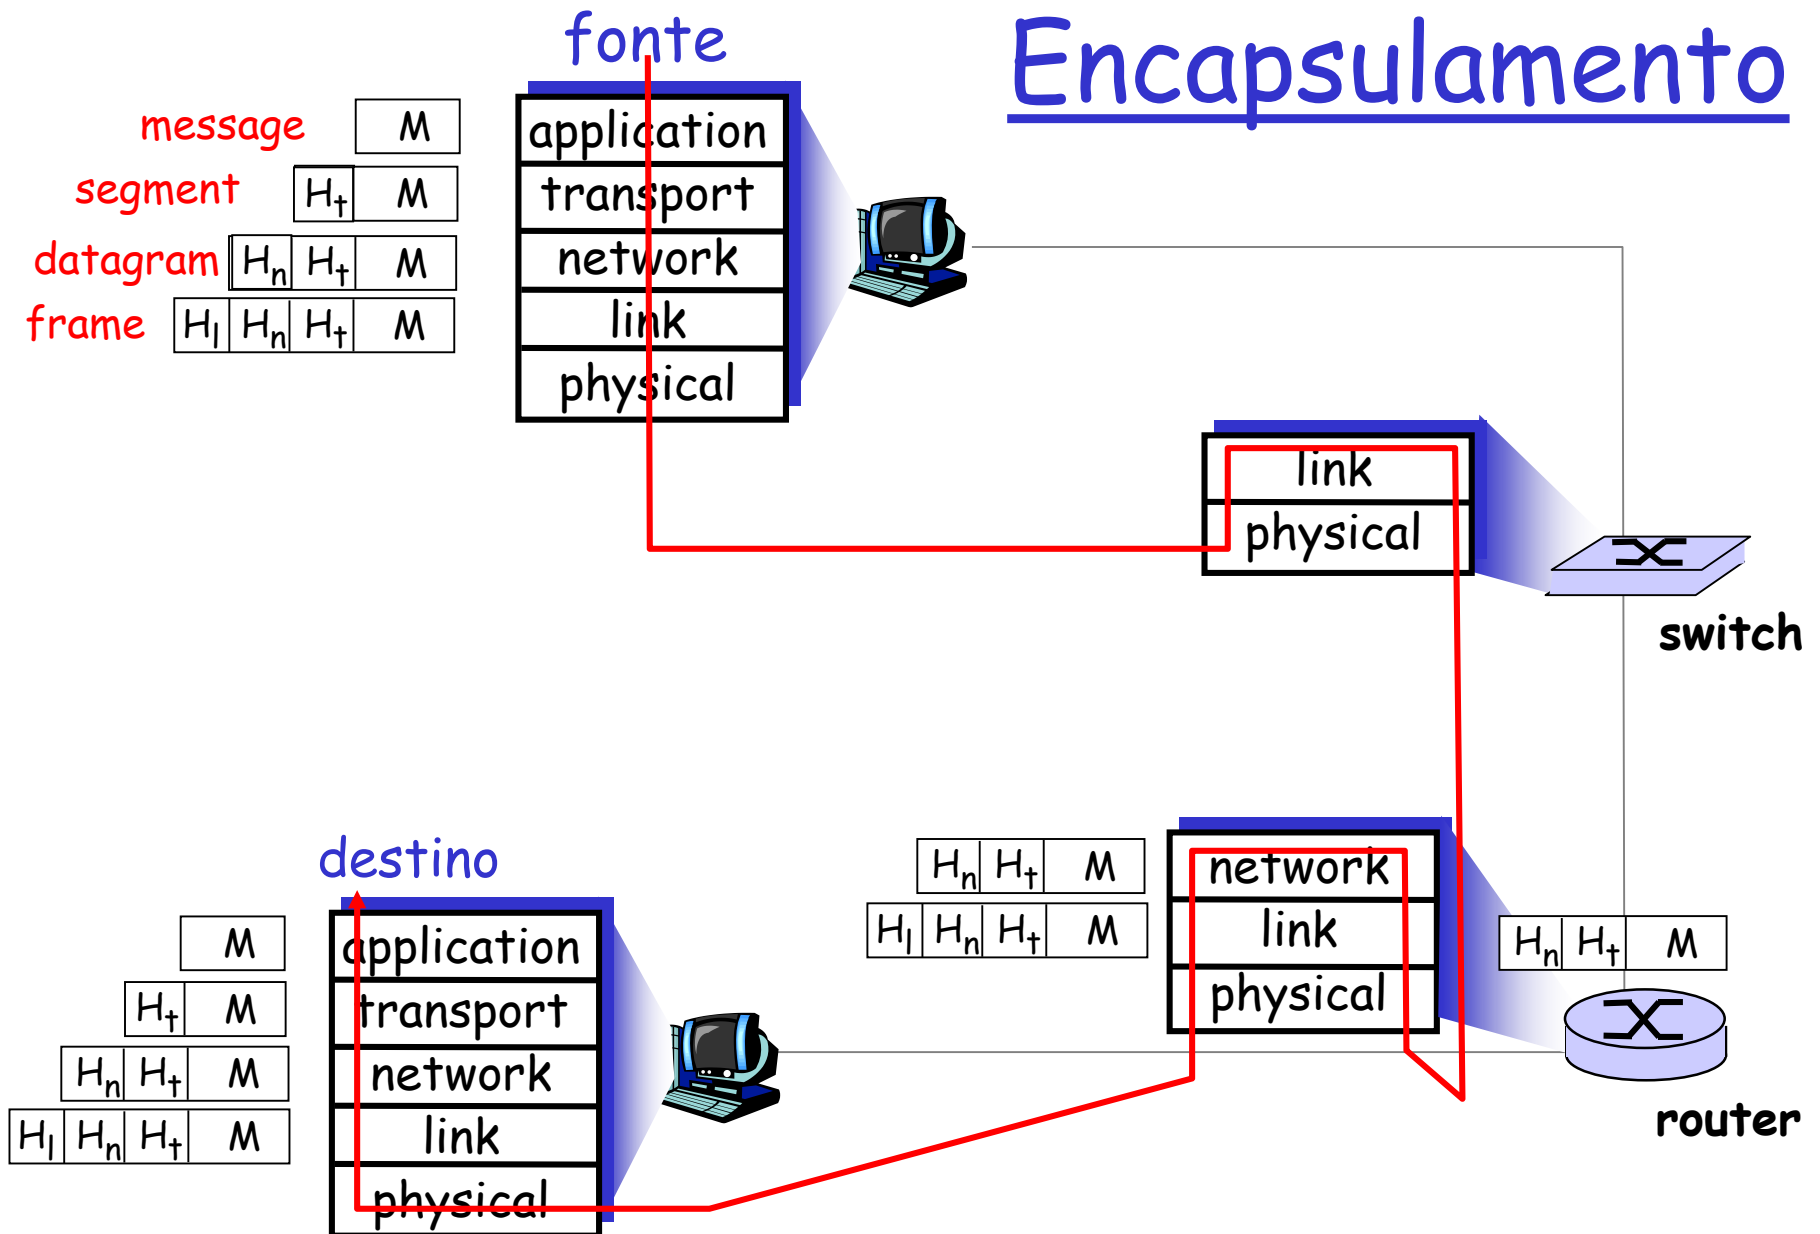 Encapsulamento
fonte
message M
segment Ht M
datagram Hn Ht M
frame Hl Hn Ht M
application
transport
network
link
physical
link
physical
switch
destino
M
Ht M
Hn Ht M
Hl Hn Ht M
application
transport
network
link
physical
Hn Ht M
Hl Hn Ht M
network
link
physical
Hn Ht M
router